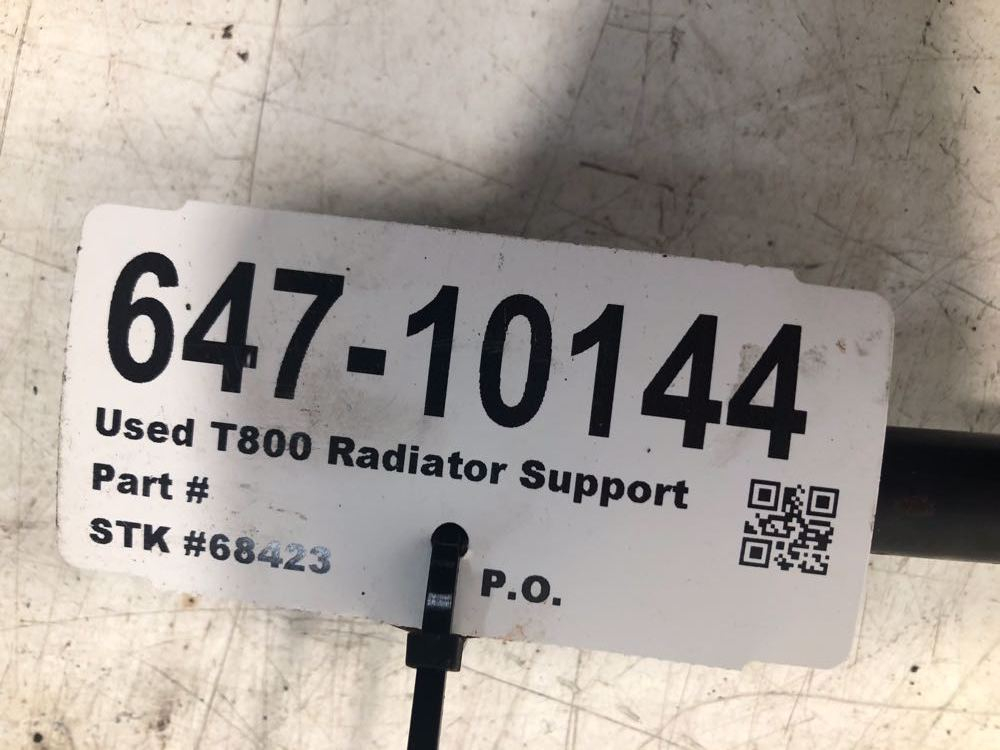 647-10144
Used T800 Radiator Support
Part #
STK #68423
P.O.